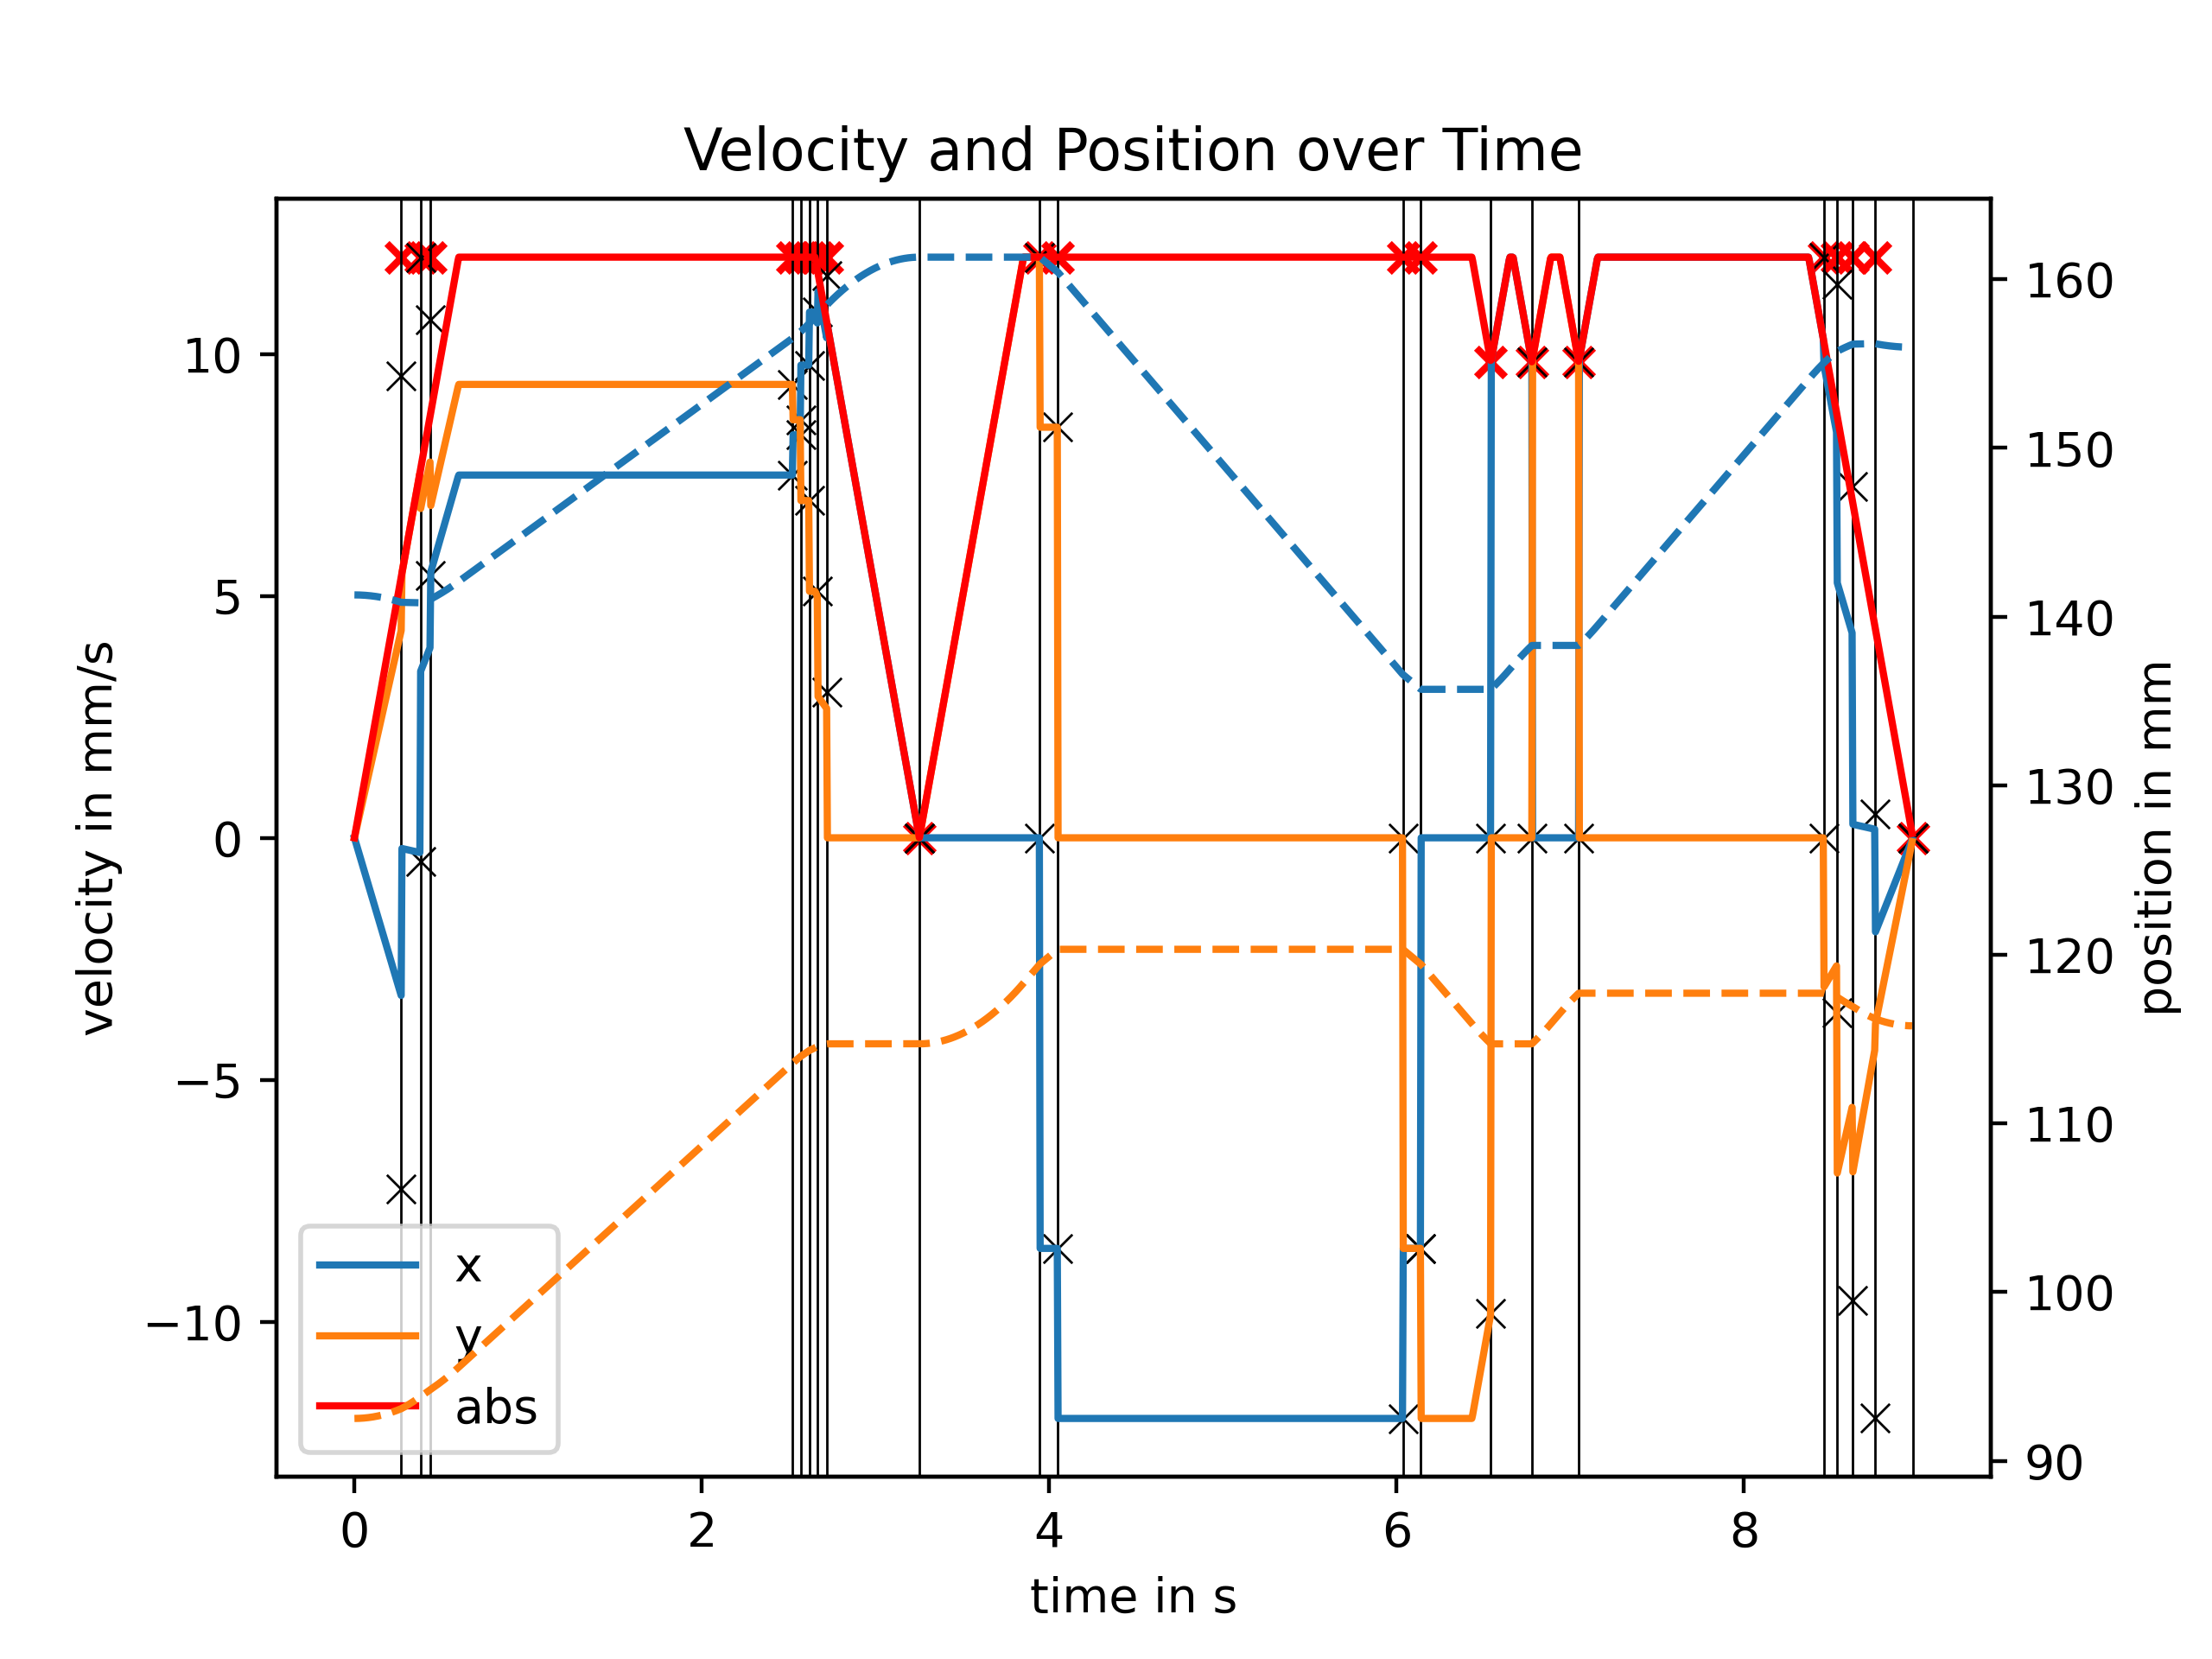 Velocity and Position over Time
velocity in mm/s
10
5
0
−5
−10
x
y
abs
0
2
4
6
8
time in s
160
150
140
130
120
110
100
90
position in mm